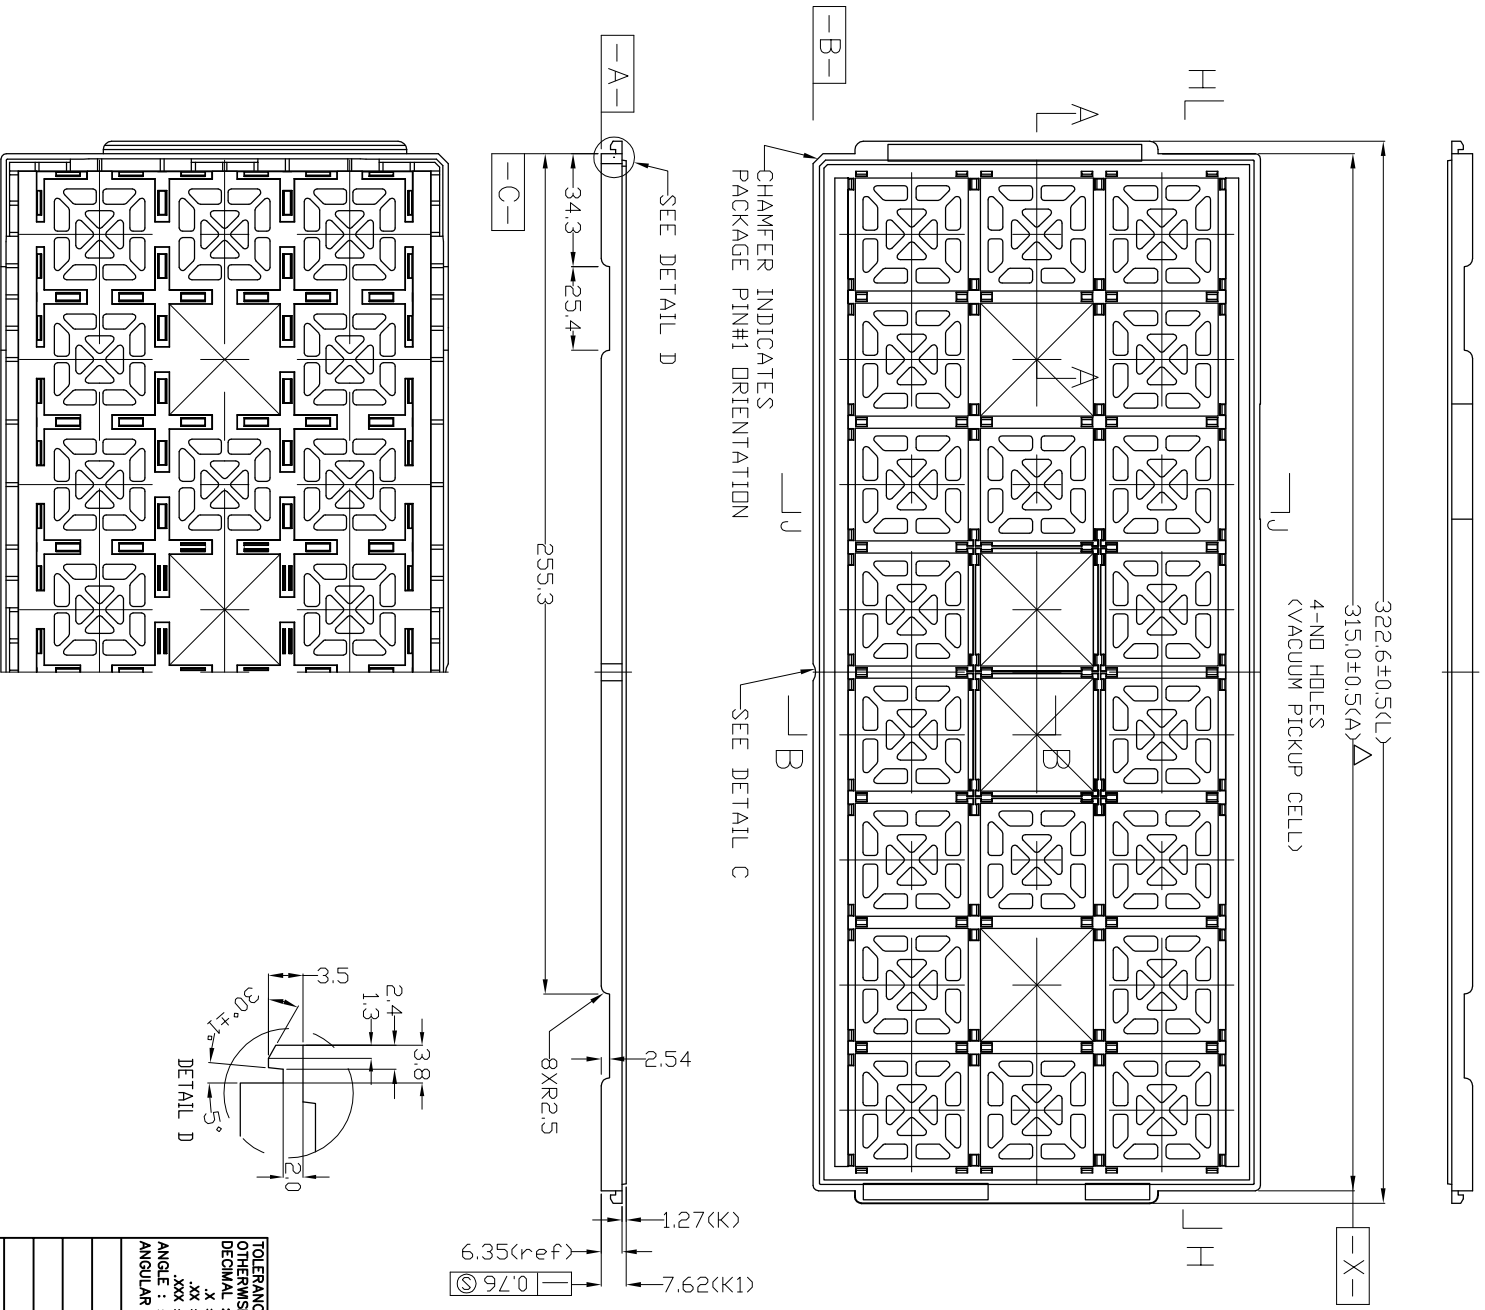 322.6±0.5(L)
315.0±0.5(A)
-X-
4-NO HOLES
(VACUUM PICKUP CELL)
H
H
J
J
A
A
B
B
-B-
CHAMFER INDICATES
PACKAGE PIN#1 ORIENTATION
SEE DETAIL C
-A-
SEE DETAIL D
34.3
25.4
255.3
-C-
2.54
8XR2.5
1.27(K)
7.62(K1)
6.35(ref)
0.76 Ⓢ
3.8
2.4
1.3
3.5
30°±1°
5°
2.0
DETAIL D
DECIMAL :
.X :
.XX :
.XXX :
ANGLE :
ANGULAR